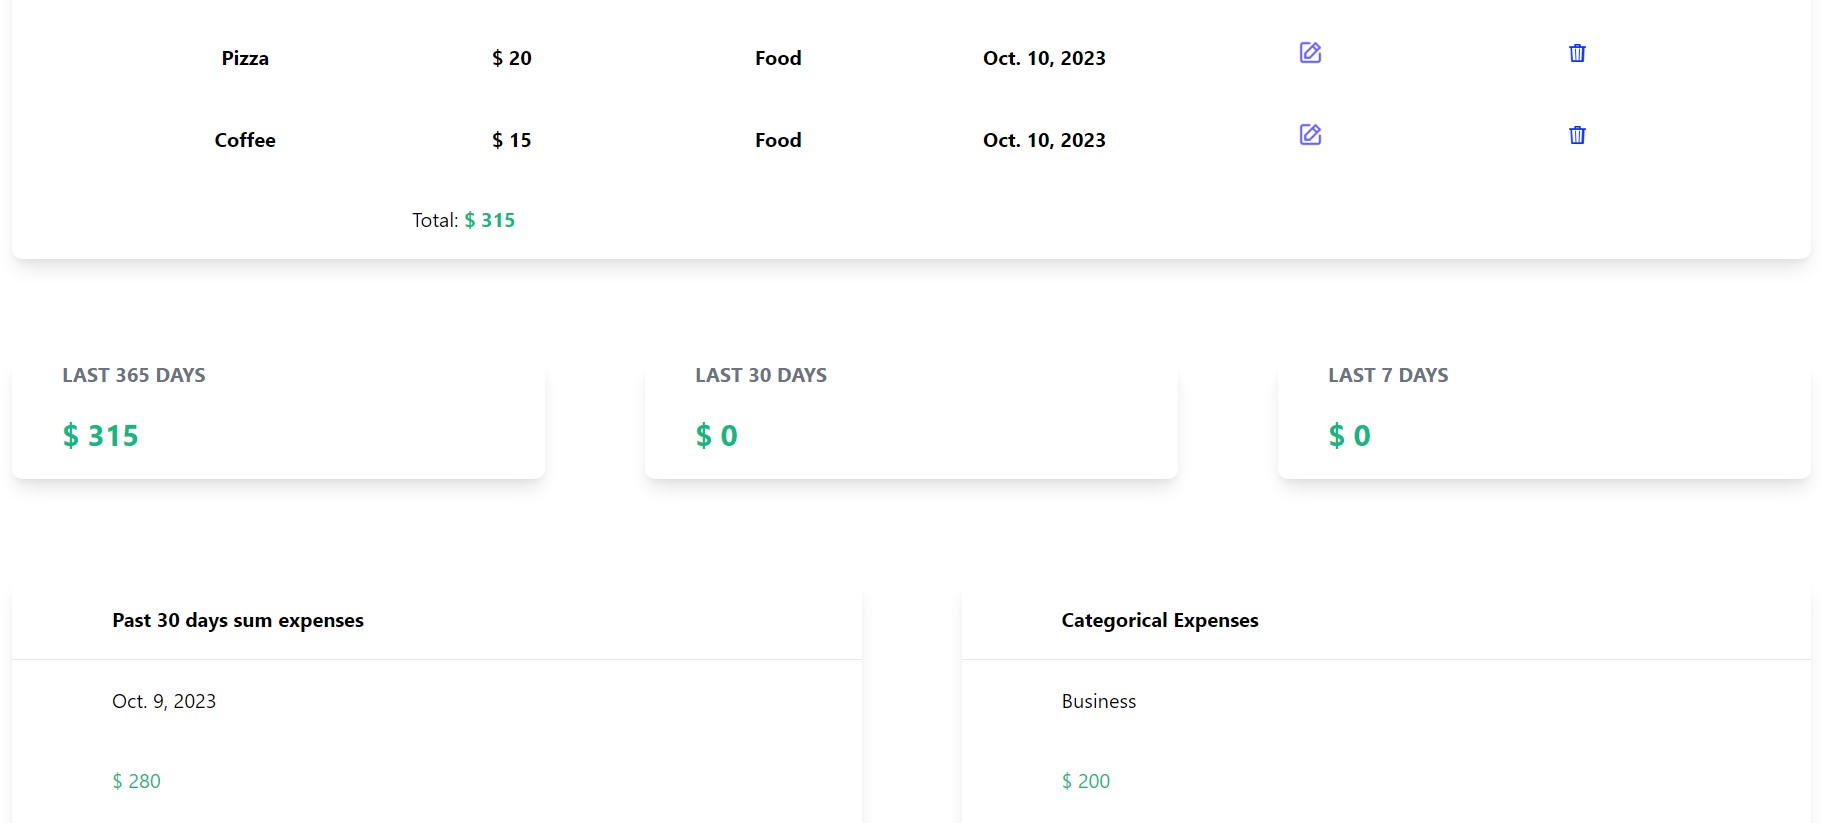 Pizza $ 20 Food Oct. 10, 2023
Coffee $ 15 Food Oct. 10, 2023
Total: $ 315
LAST 365 DAYS
$ 315
LAST 30 DAYS
$ 0
LAST 7 DAYS
$ 0
Past 30 days sum expenses
Oct. 9, 2023
$ 280
Categorical Expenses
Business
$ 200